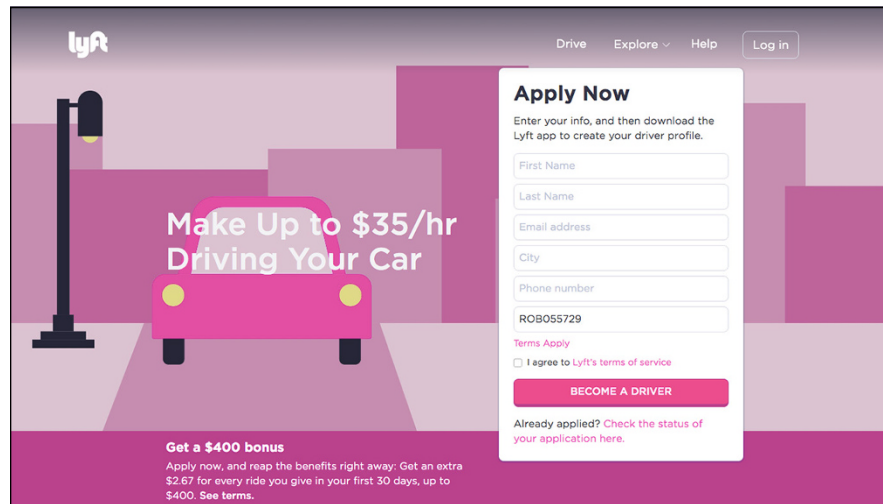 lyft
Drive Explore Help Log in
Make Up to $35/hr
Driving Your Car
Apply Now
Enter your info, and then download the
Lyft app to create your driver profile.
First Name
Last Name
Email address
City
Phone number
ROB055729
Terms Apply
I agree to Lyft's terms of service
BECOME A DRIVER
Already applied? Check the status of
your application here.
Get a $400 bonus
Apply now, and reap the benefits right away: Get an extra
$2.67 for every ride you give in your first 30 days, up to
$400. See terms.